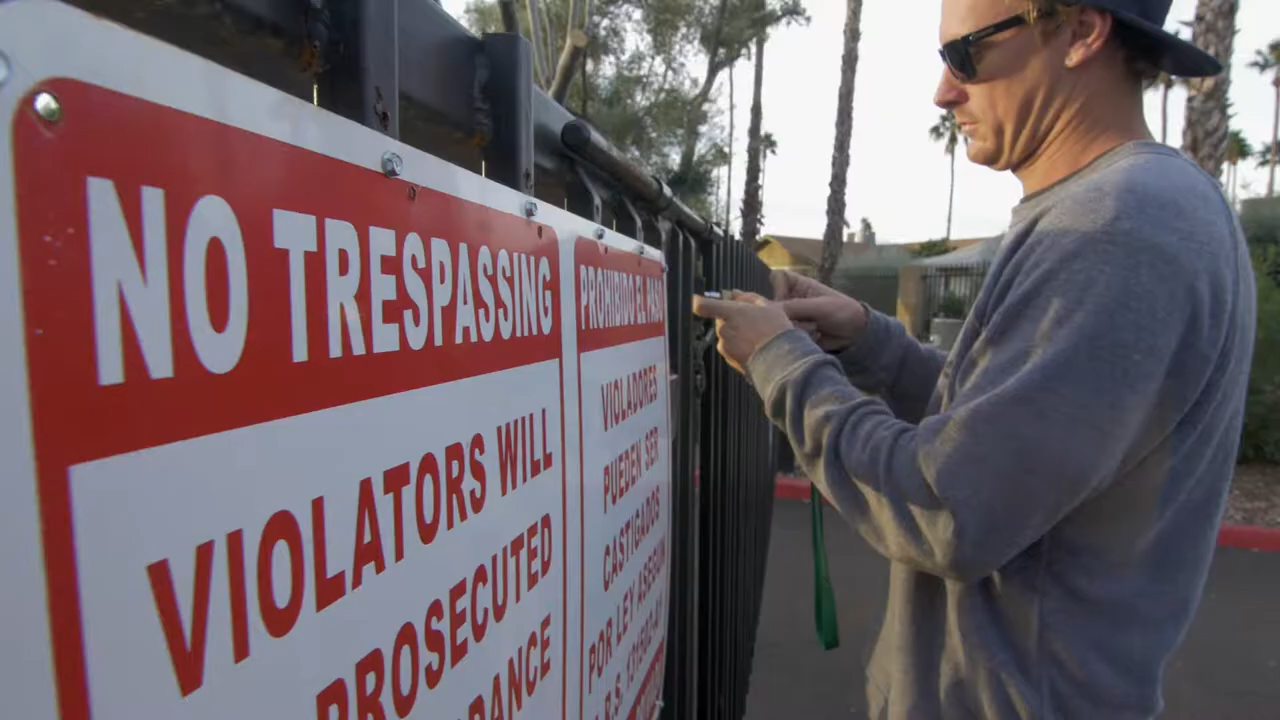 NO TRESPASSING
VIOLATORS WILL
PROSECUTED
PROHIBIDO EL PASO
VIOLADORES
PUEDEN SER
CASTIGADOS
POR LEY